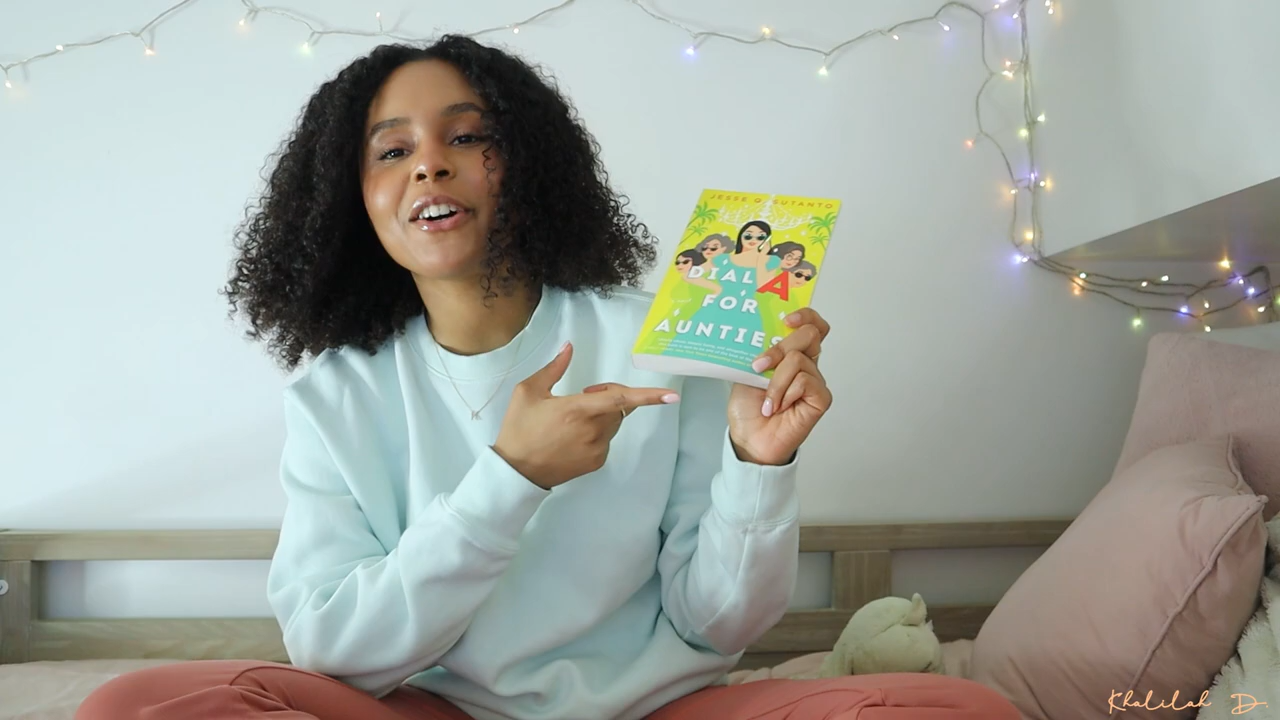 JESSE Q SUTANTO
DIAL A
FOR
AUNTIES
Khalilah D.